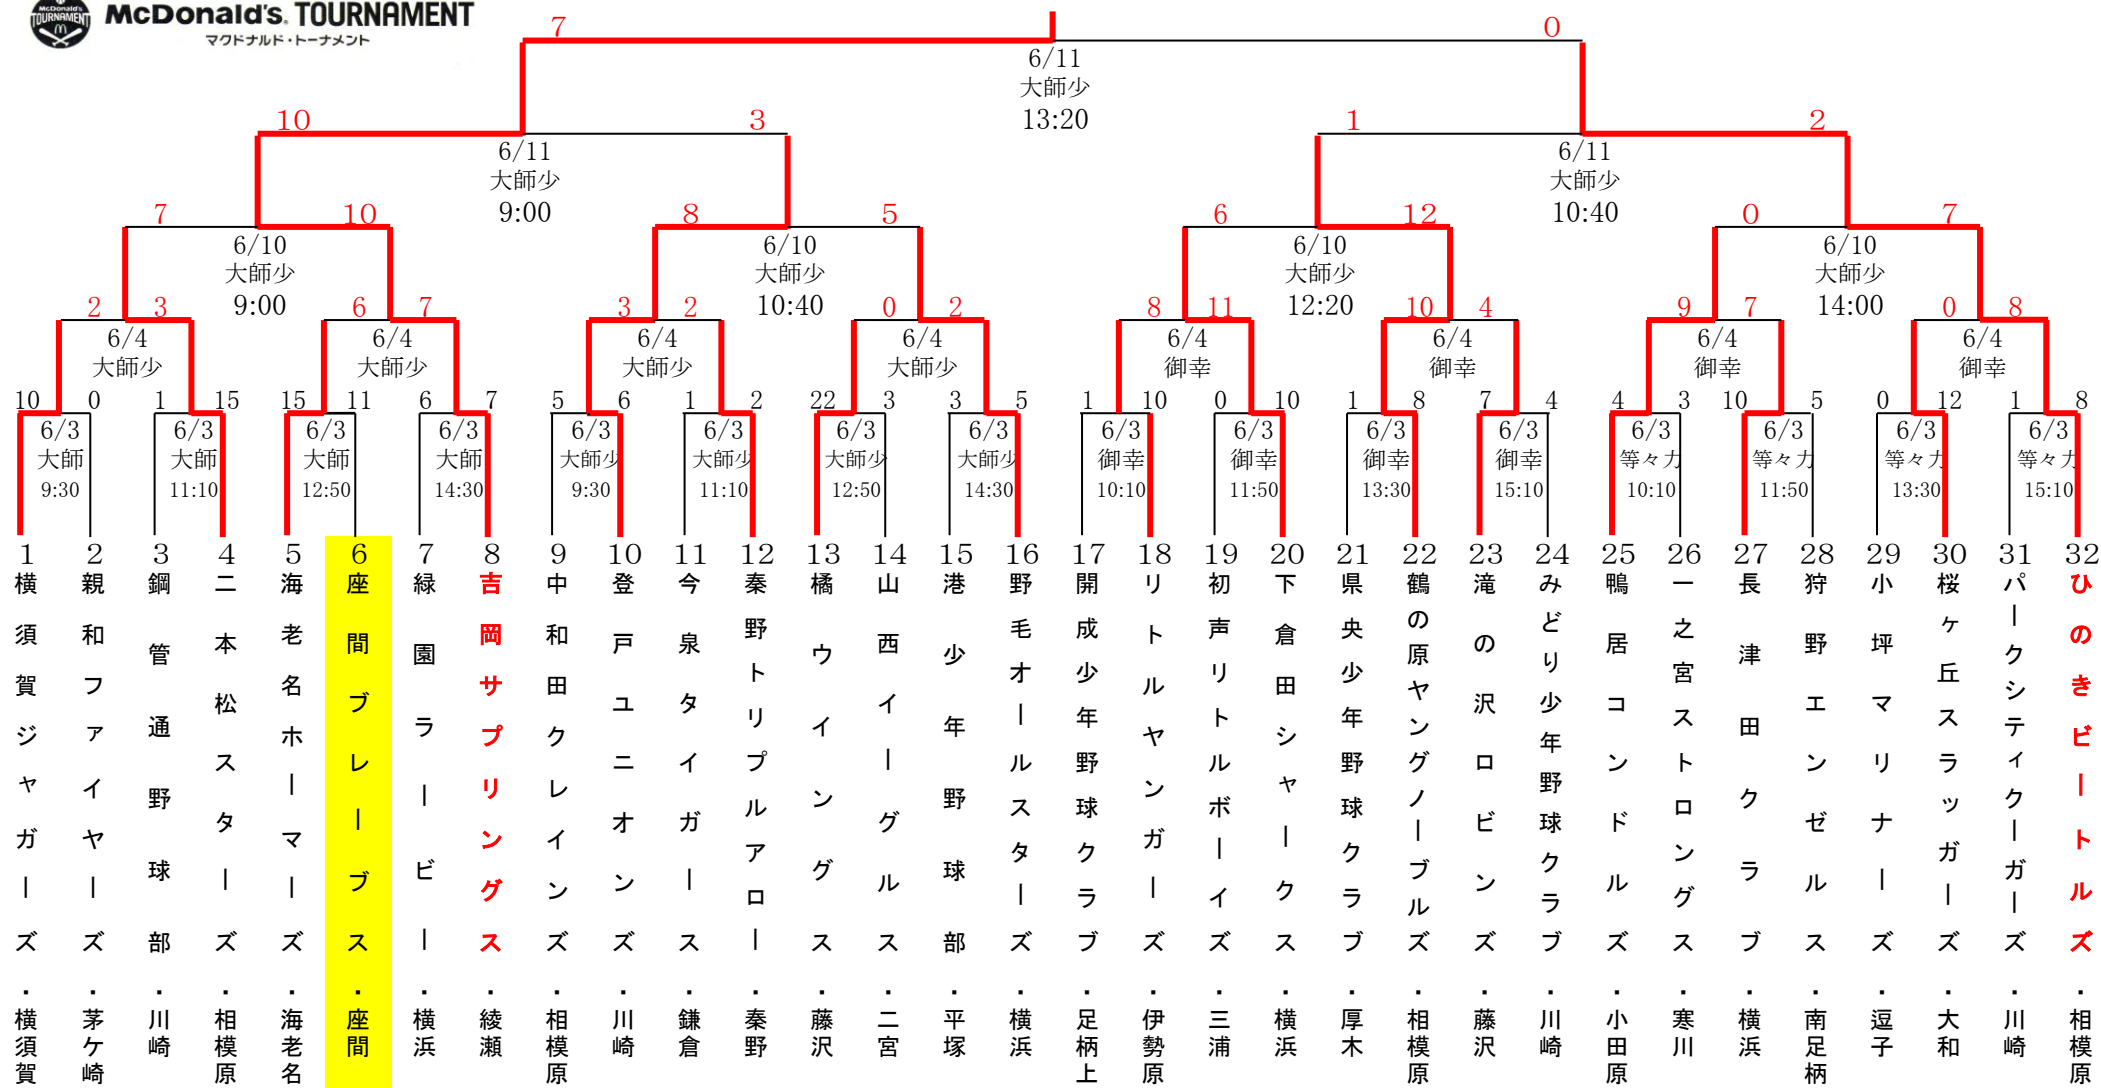 McDonald's TOURNAMENT
McDonald's. TOURNAMENT
マクドナルド・トーナメント
7 0
6/11
大師少
13:20
10 3 1 2
6/11 6/11
大師少 大師少
9:00 10:40
7 10 8 5 6 12 0 7
6/10 6/10 6/10 6/10
大師少 大師少 大師少 大師少
9:00 10:40 12:20 14:00
2 3 6 7 3 2 0 2 8 11 10 4 9 7 0 8
6/4 6/4 6/4 6/4 6/4 6/4 6/4 6/4
大師少 大師少 大師少 大師少 御幸 御幸 御幸 御幸
10 0 1 15 15 11 6 7 5 6 1 2 22 3 3 5 1 10 0 10 1 8 7 4 4 3 10 5 0 12 1 8
6/3 6/3 6/3 6/3 6/3 6/3 6/3 6/3 6/3 6/3 6/3 6/3 6/3 6/3 6/3 6/3
大師 大師 大師 大師 大師少 大師少 大師少 大師少 御幸 御幸 御幸 御幸 等々力 等々力 等々力 等々力
9:30 11:10 12:50 14:30 9:30 11:10 12:50 14:30 10:10 11:50 13:30 15:10 10:10 11:50 13:30 15:10
1 横須賀ジャガーズ・横須賀
2 親和ファイヤーズ・茅ケ崎
3 鋼管通野球部・川崎
4 二本松スターズ・相模原
5 海老名ホーマーズ・海老名
6 座間ブレーブス・座間
7 緑園ラービー・横浜
8 吉岡サプリングス・綾瀬
9 中和田クレインズ・相模原
10 登戸ユニオンズ・川崎
11 今泉タイガース・鎌倉
12 秦野トリプルアロー・秦野
13 橘ウイングス・藤沢
14 山西イーグルス・二宮
15 港少年野球部・平塚
16 野毛オールスターズ・横浜
17 開成少年野球クラブ・足柄上
18 リトルヤンガーズ・伊勢原
19 初声リトルボーイズ・三浦
20 下倉田シャークス・横浜
21 県央少年野球クラブ・厚木
22 鶴の原ヤングノーブルズ・相模原
23 滝の沢ロビンズ・藤沢
24 みどり少年野球クラブ・川崎
25 鴨居コンドルズ・小田原
26 一之宮ストロングス・寒川
27 長津田クラブ・横浜
28 狩野エンゼルス・南足柄
29 小坪マリナーズ・逗子
30 桜ヶ丘スラッガーズ・大和
31 パークシティクーガーズ・川崎
32 ひのきビートルズ・相模原